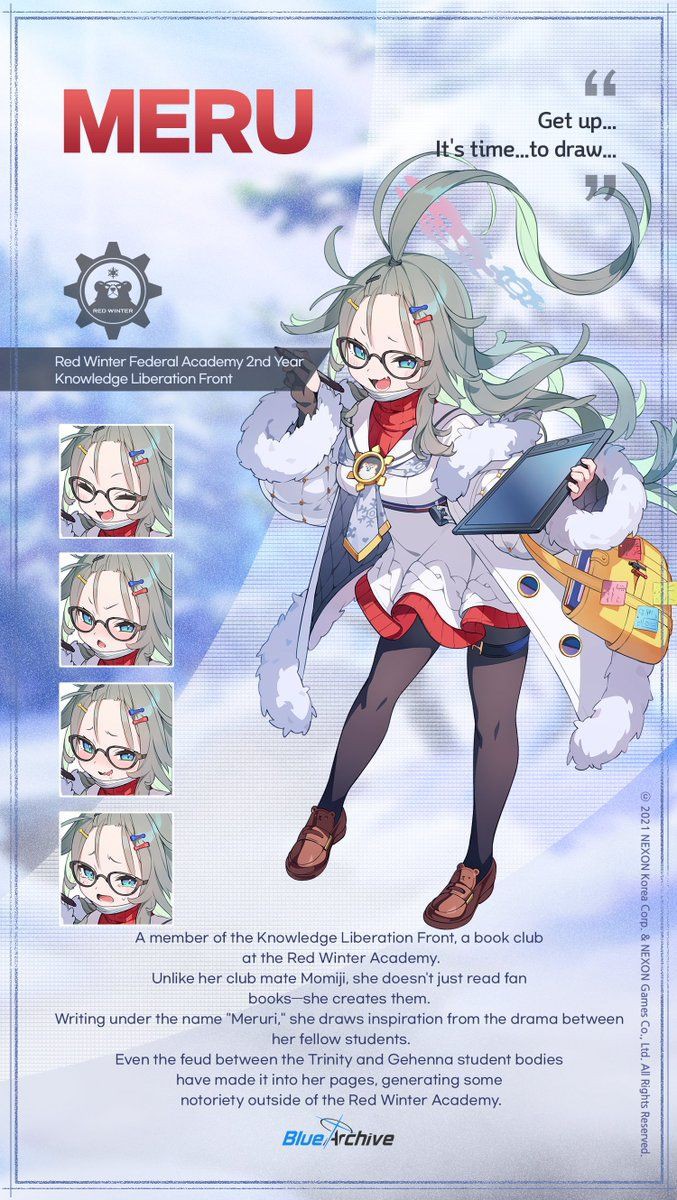 MERU
“
Get up...
It's time...to draw...
”
RED WINTER
Red Winter Federal Academy 2nd Year
Knowledge Liberation Front
A member of the Knowledge Liberation Front, a book club
at the Red Winter Academy.
Unlike her club mate Momiji, she doesn't just read fan
books—she creates them.
Writing under the name "Meruri," she draws inspiration from the drama between
her fellow students.
Even the feud between the Trinity and Gehenna student bodies
have made it into her pages, generating some
notoriety outside of the Red Winter Academy.
Blue Archive
© 2021 NEXON Korea Corp. & NEXON Games Co., Ltd. All Rights Reserved.